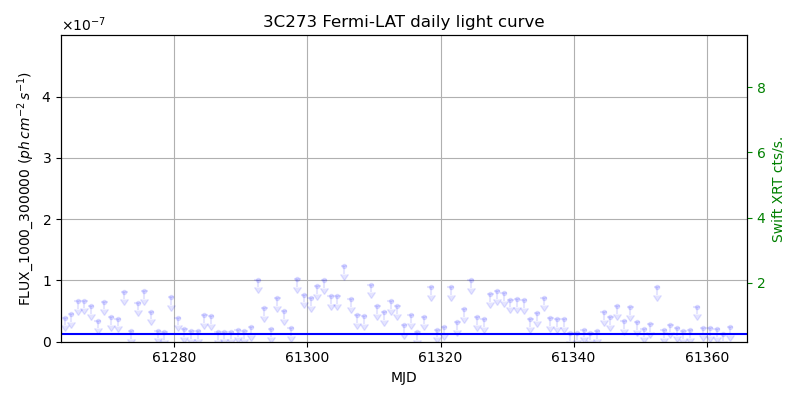 3C273 Fermi-LAT daily light curve
×10⁻⁷
FLUX_1000_300000 (ph cm⁻² s⁻¹)
4
3
2
1
0
8
6
4
2
Swift XRT cts/s.
61280 61300 61320 61340 61360
MJD